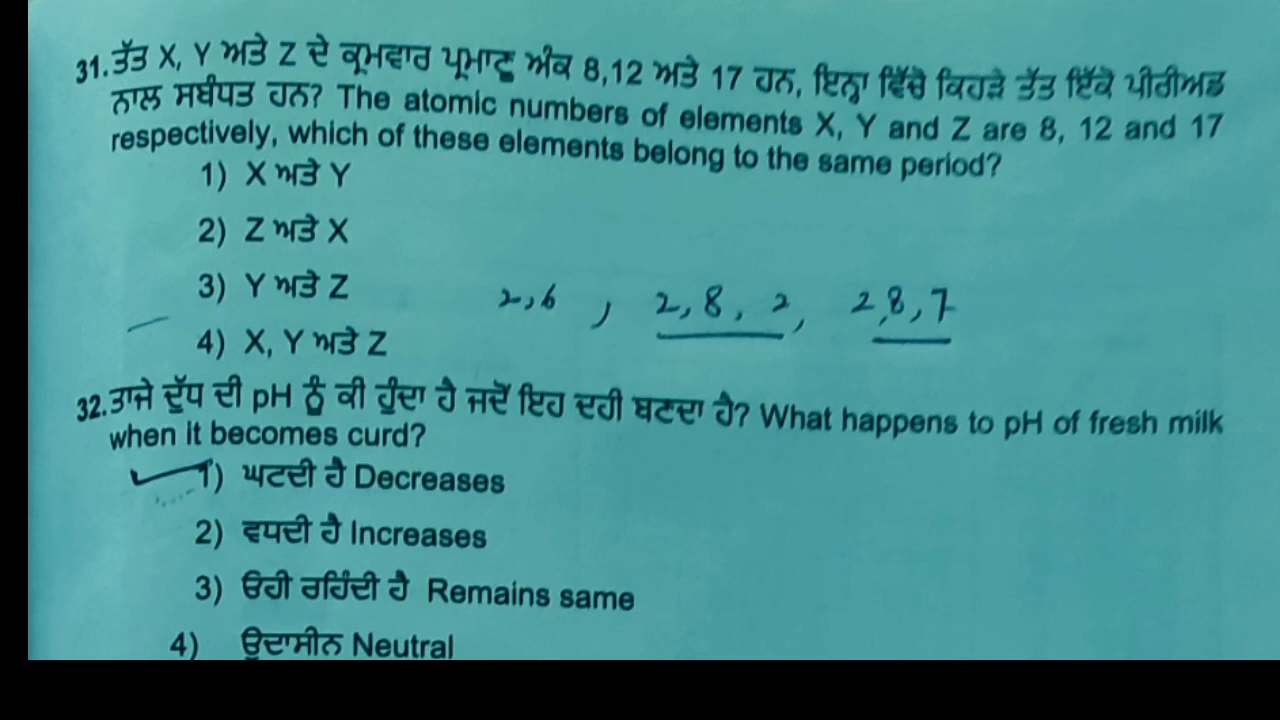 31.ਤੱਤ X, Y ਅਤੇ Z ਦੇ ਕ੍ਰਮਵਾਰ ਪ੍ਰਮਾਣੂ ਅੰਕ 8,12 ਅਤੇ 17 ਹਨ, ਇਨ੍ਹਾ ਵਿੱਚੋ ਕਿਹੜੇ ਤੱਤ ਇੱਕੋ ਪੀਰੀਅਡ
ਨਾਲ ਸਬੰਧਤ ਹਨ? The atomic numbers of elements X, Y and Z are 8, 12 and 17
respectively, which of these elements belong to the same period?
1) X ਅਤੇ Y
2) Z ਅਤੇ X
3) Y ਅਤੇ Z
2,6 , 2,8,2, 2,8,7
4) X, Y ਅਤੇ Z
32.ਤਾਜੇ ਦੁੱਧ ਦੀ pH ਨੂੰ ਕੀ ਹੁੰਦਾ ਹੈ ਜਦੋਂ ਇਹ ਦਹੀ ਬਣਦਾ ਹੈ? What happens to pH of fresh milk
when it becomes curd?
1) ਘਟਦੀ ਹੈ Decreases
2) ਵਧਦੀ ਹੈ Increases
3) ਓਹੀ ਰਹਿੰਦੀ ਹੈ Remains same
4) ਉਦਾਸੀਨ Neutral